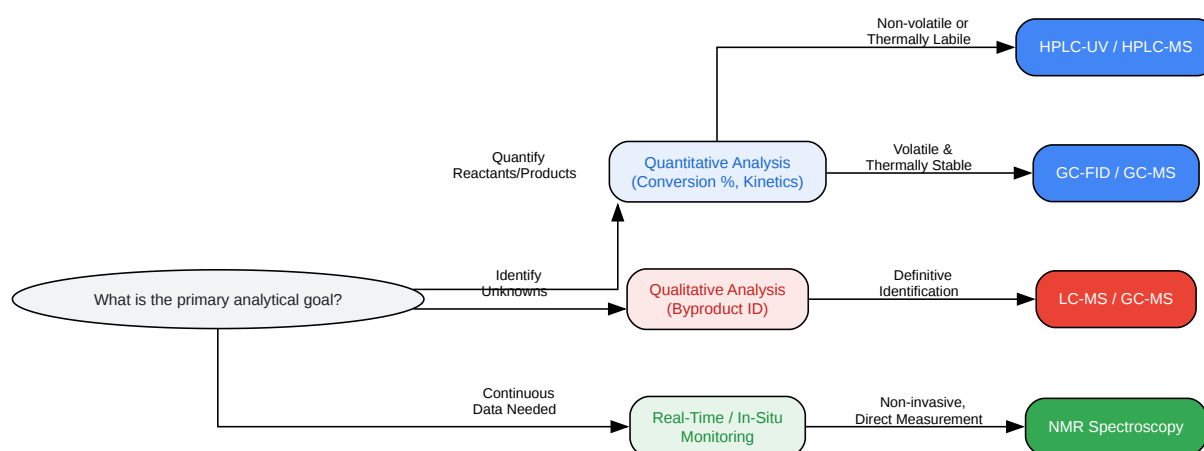 Non-volatile or
Thermally Labile
HPLC-UV / HPLC-MS
Quantify
Reactants/Products
Quantitative Analysis
(Conversion %, Kinetics)
Volatile &
Thermally Stable
GC-FID / GC-MS
What is the primary analytical goal?
Identify
Unknowns
Qualitative Analysis
(Byproduct ID)
Definitive
Identification
LC-MS / GC-MS
Continuous
Data Needed
Real-Time / In-Situ
Monitoring
Non-invasive,
Direct Measurement
NMR Spectroscopy